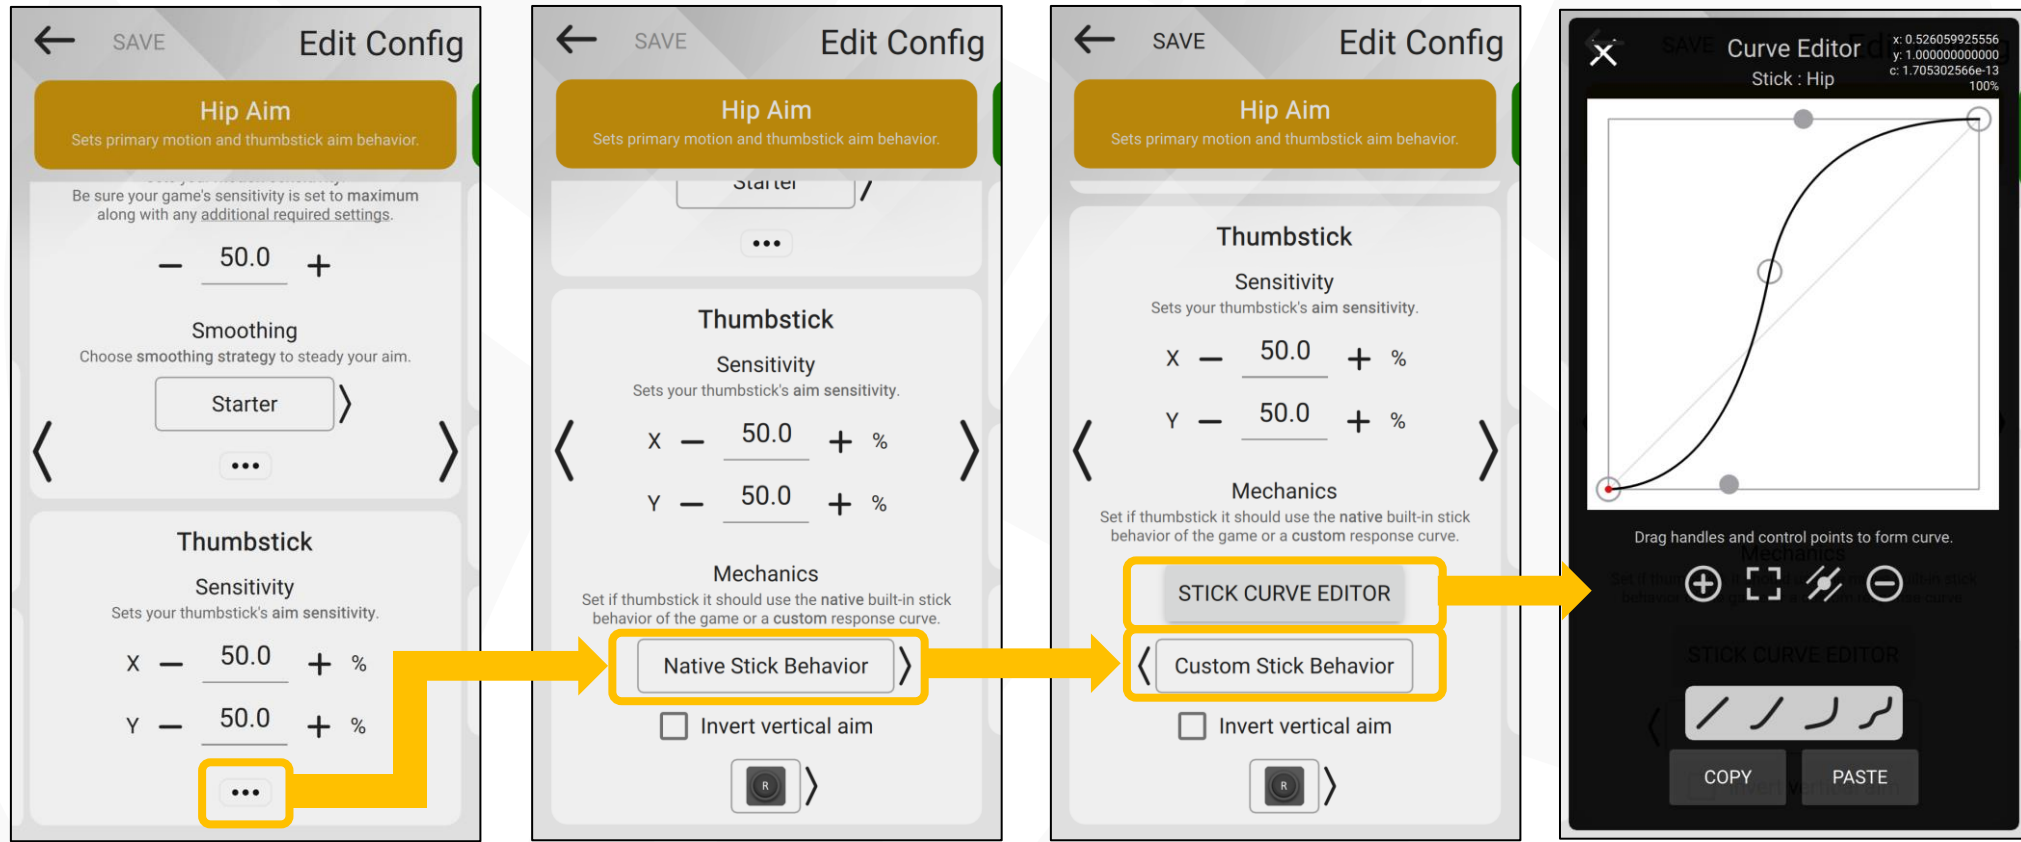 SAVE
Edit Config
Hip Aim
Sets primary motion and thumbstick aim behavior.
Be sure your game's sensitivity is set to maximum
along with any additional required settings.
50.0
Smoothing
Choose smoothing strategy to steady your aim.
Starter
Thumbstick
Sensitivity
Sets your thumbstick's aim sensitivity.
X — 50.0 + %
Y — 50.0 + %
SAVE
Edit Config
Hip Aim
Sets primary motion and thumbstick aim behavior.
Starter
Thumbstick
Sensitivity
Sets your thumbstick's aim sensitivity.
X — 50.0 + %
Y — 50.0 + %
Mechanics
Set if thumbstick it should use the native built-in stick
behavior of the game or a custom response curve.
Native Stick Behavior
Invert vertical aim
R
SAVE
Edit Config
Hip Aim
Sets primary motion and thumbstick aim behavior.
Thumbstick
Sensitivity
Sets your thumbstick's aim sensitivity.
X — 50.0 + %
Y — 50.0 + %
Mechanics
Set if thumbstick it should use the native built-in stick
behavior of the game or a custom response curve.
STICK CURVE EDITOR
Custom Stick Behavior
Invert vertical aim
R
SAVE
Curve Editor
Stick : Hip
x: 0.526059925556
y: 1.000000000000
c: 1.705302566e-13
100%
Drag handles and control points to form curve.
Mechanics
STICK CURVE EDITOR
COPY
PASTE
Invert vertical aim